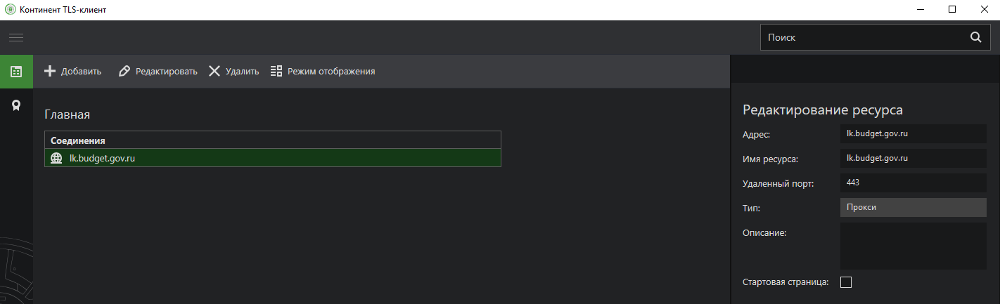 Континент TLS-клиент
Поиск
Добавить Редактировать Удалить Режим отображения
Главная
Соединения
lk.budget.gov.ru
Редактирование ресурса
Адрес: lk.budget.gov.ru
Имя ресурса: lk.budget.gov.ru
Удаленный порт: 443
Тип: Прокси
Описание:
Стартовая страница: